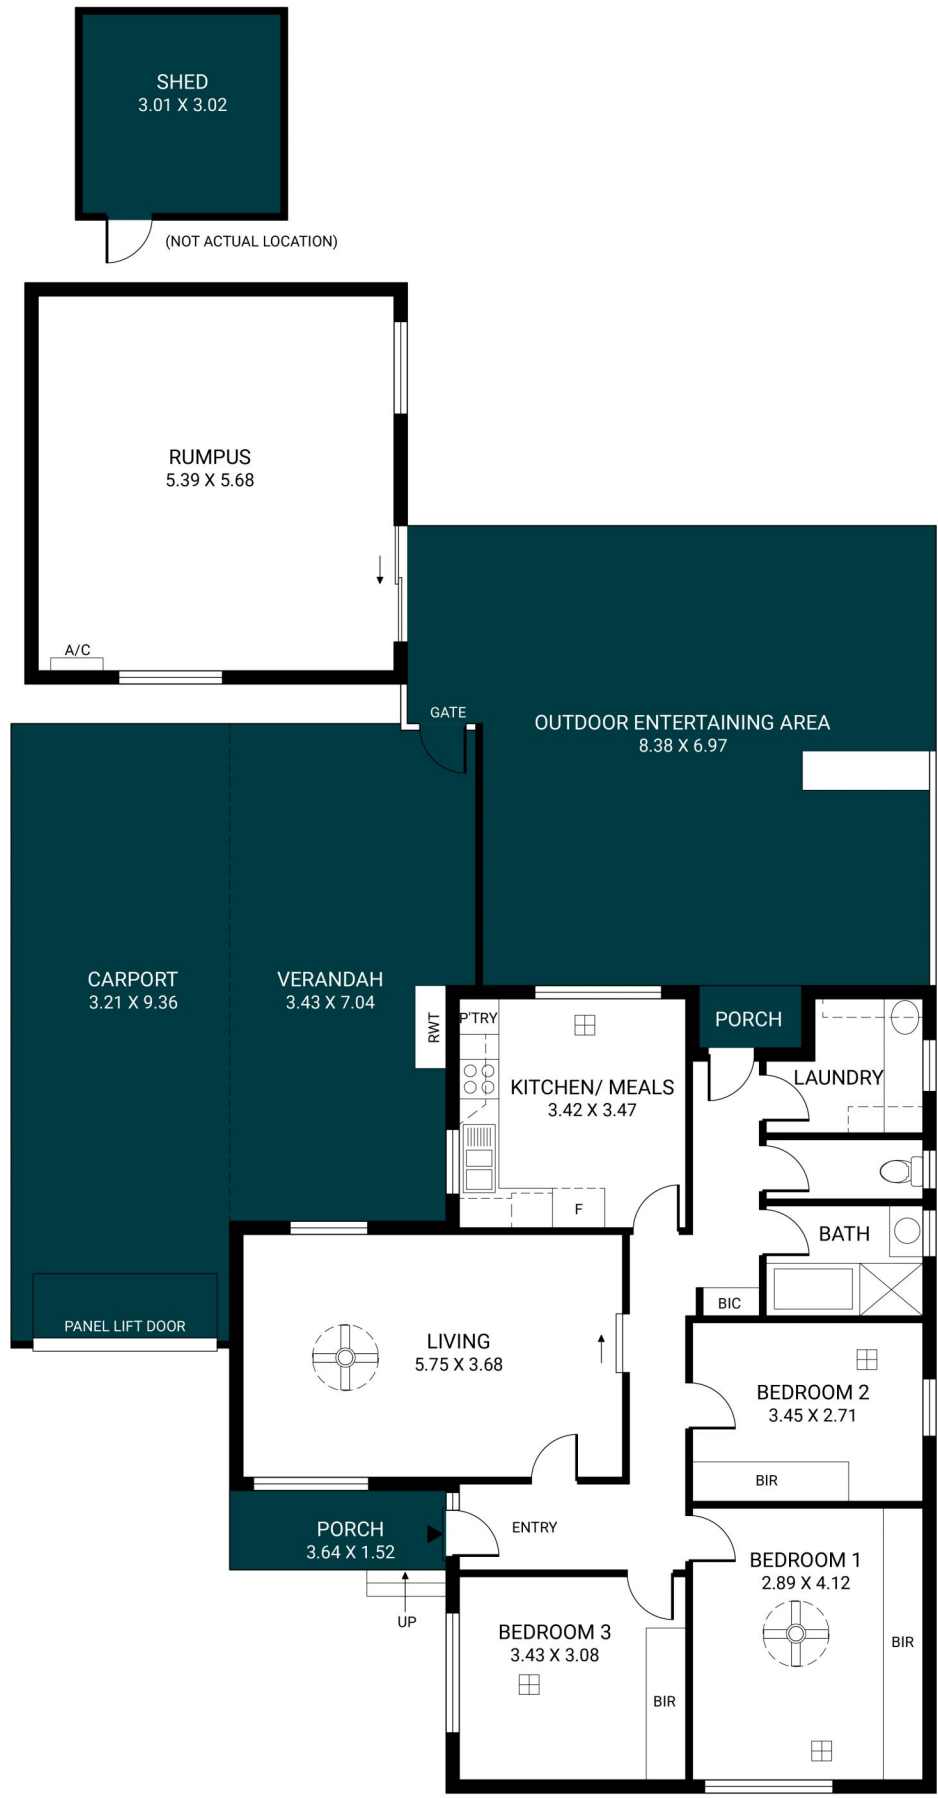 SHED
3.01 X 3.02
(NOT ACTUAL LOCATION)
RUMPUS
5.39 X 5.68
A/C
GATE
OUTDOOR ENTERTAINING AREA
8.38 X 6.97
CARPORT
3.21 X 9.36
VERANDAH
3.43 X 7.04
RWT
P'TRY
PORCH
KITCHEN/ MEALS
3.42 X 3.47
LAUNDRY
F
BATH
BIC
PANEL LIFT DOOR
LIVING
5.75 X 3.68
BEDROOM 2
3.45 X 2.71
BIR
PORCH
3.64 X 1.52
ENTRY
UP
BEDROOM 1
2.89 X 4.12
BIR
BEDROOM 3
3.43 X 3.08
BIR